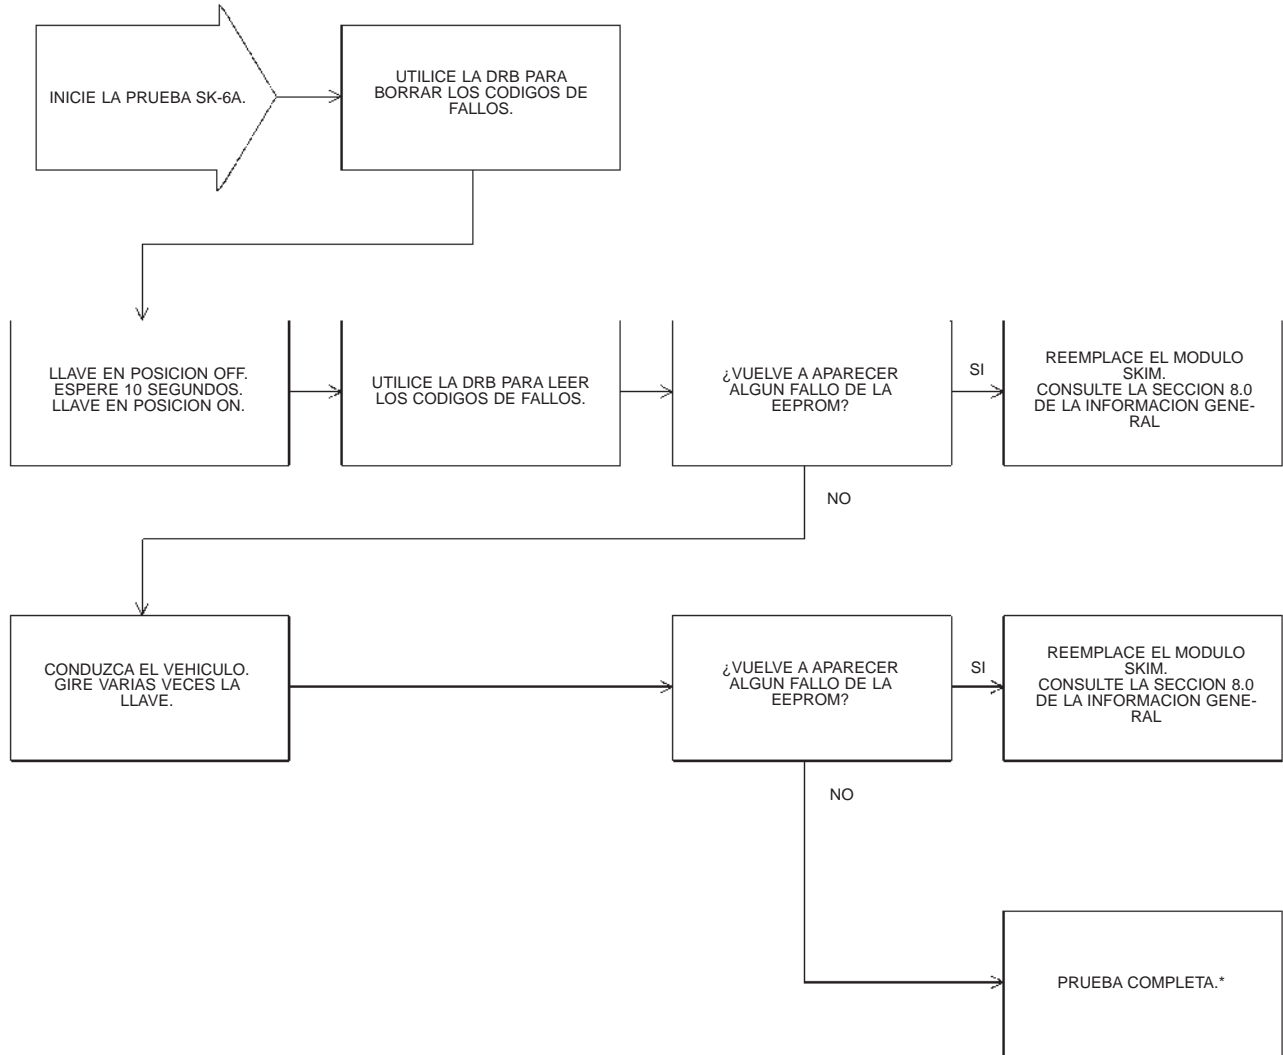 INICIE LA PRUEBA SK-6A.
UTILICE LA DRB PARA
BORRAR LOS CODIGOS DE
FALLOS.
LLAVE EN POSICION OFF.
ESPERE 10 SEGUNDOS.
LLAVE EN POSICION ON.
UTILICE LA DRB PARA LEER
LOS CODIGOS DE FALLOS.
¿VUELVE A APARECER
ALGUN FALLO DE LA
EEPROM?
SI
REEMPLACE EL MODULO
SKIM.
CONSULTE LA SECCION 8.0
DE LA INFORMACION GENE-
RAL
NO
CONDUZCA EL VEHICULO.
GIRE VARIAS VECES LA
LLAVE.
¿VUELVE A APARECER
ALGUN FALLO DE LA
EEPROM?
SI
REEMPLACE EL MODULO
SKIM.
CONSULTE LA SECCION 8.0
DE LA INFORMACION GENE-
RAL
NO
PRUEBA COMPLETA.*